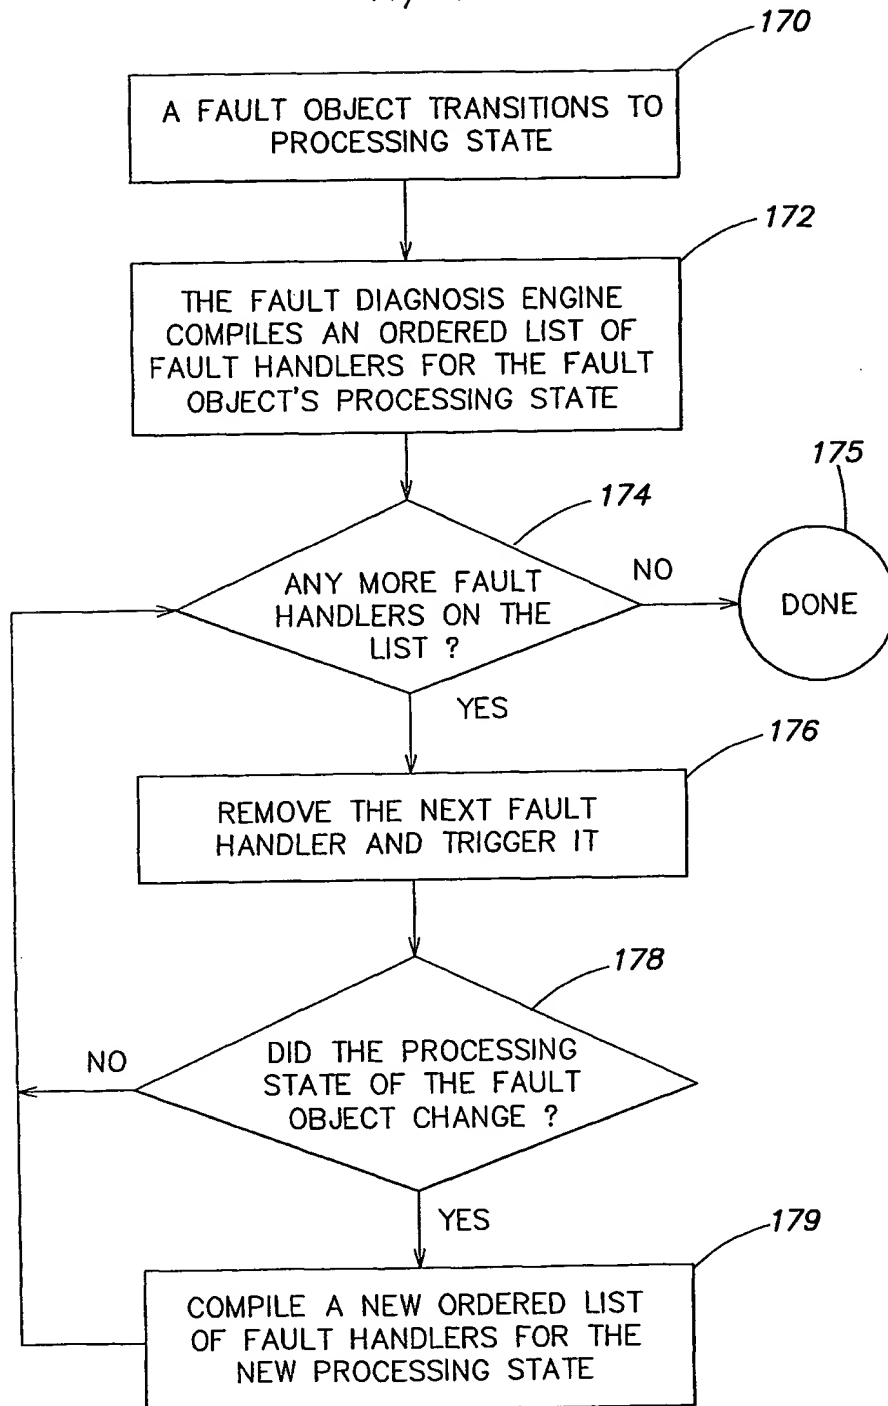 170
A FAULT OBJECT TRANSITIONS TO
PROCESSING STATE
172
THE FAULT DIAGNOSIS ENGINE
COMPILES AN ORDERED LIST OF
FAULT HANDLERS FOR THE FAULT
OBJECT'S PROCESSING STATE
174
175
ANY MORE FAULT
HANDLERS ON THE
LIST ?
NO
DONE
YES
176
REMOVE THE NEXT FAULT
HANDLER AND TRIGGER IT
178
NO
DID THE PROCESSING
STATE OF THE FAULT
OBJECT CHANGE ?
YES
179
COMPILE A NEW ORDERED LIST
OF FAULT HANDLERS FOR THE
NEW PROCESSING STATE